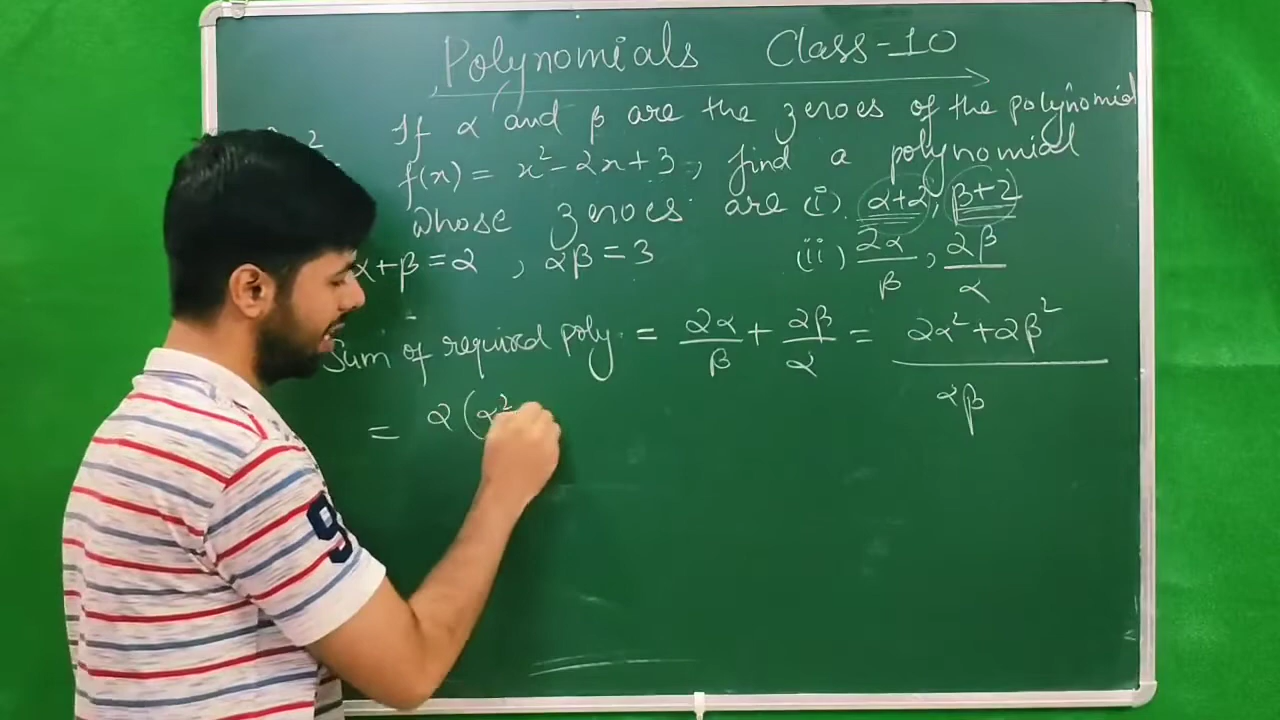 Polynomials Class-10
If α and β are the zeroes of the polynomial
f(x) = x² - 2x + 3, find a polynomial
whose zeroes are (i) α+2, β+2
α+β = 2 , αβ = 3 (ii) 2α/β , 2β/α
Sum of required poly. = 2α/β + 2β/α = 2α² + 2β² / αβ
= 2(α²
9